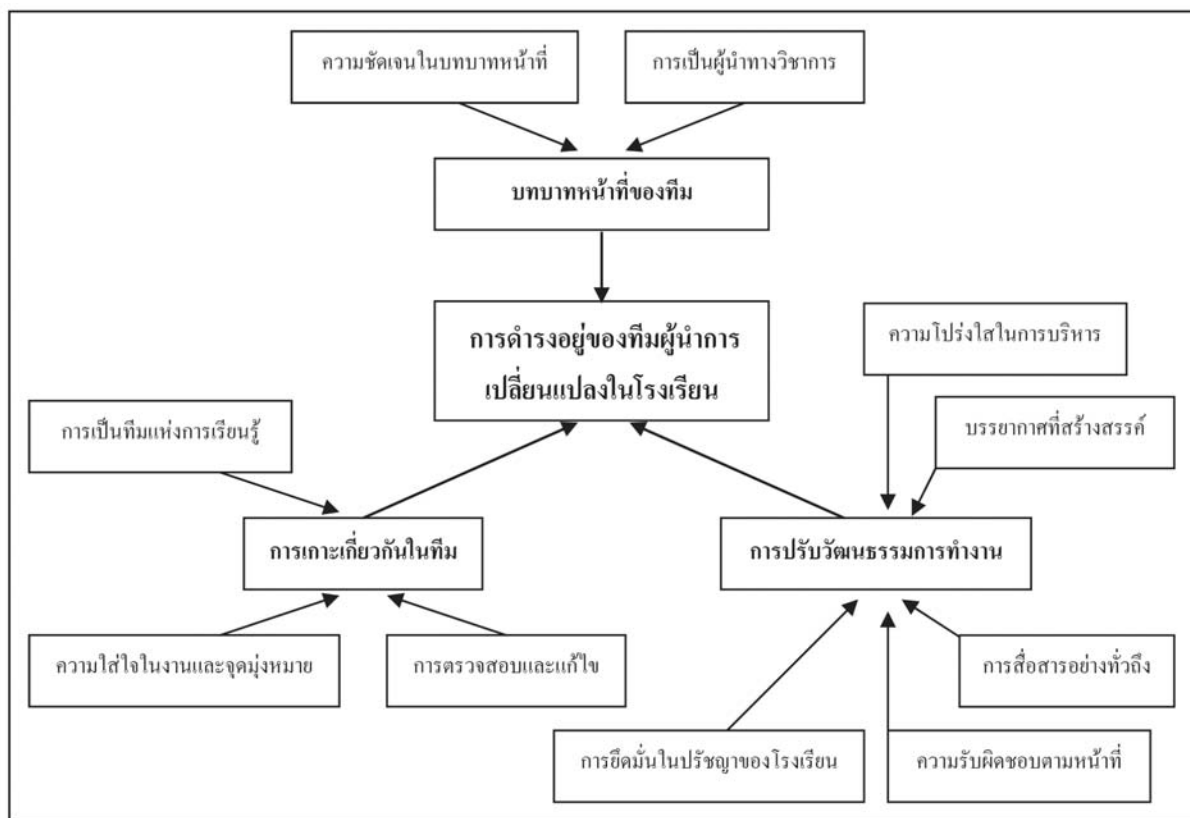 ความชัดเจนในบทบาทหน้าที่
การเป็นผู้นำทางวิชาการ
บทบาทหน้าที่ของทีม
การดำรงอยู่ของทีมผู้นำการ
เปลี่ยนแปลงในโรงเรียน
ความโปร่งใสในการบริหาร
บรรยากาศที่สร้างสรรค์
การเป็นทีมแห่งการเรียนรู้
การเกาะเกี่ยวกันในทีม
การปรับวัฒนธรรมการทำงาน
ความใส่ใจในงานและจุดมุ่งหมาย
การตรวจสอบและแก้ไข
การสื่อสารอย่างทั่วถึง
การยึดมั่นในปรัชญาของโรงเรียน
ความรับผิดชอบตามหน้าที่